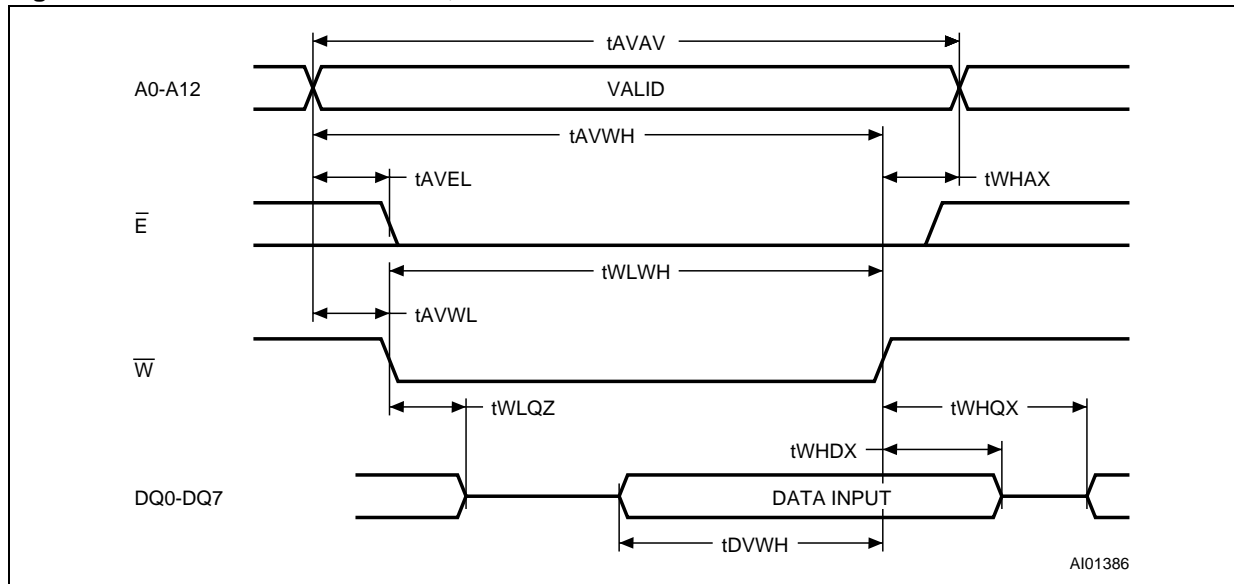 tAVAV
A0-A12
VALID
tAVWH
tAVEL
tWHAX
E̅
tWLWH
tAVWL
W̅
tWLQZ
tWHQX
tWHDX
DQ0-DQ7
DATA INPUT
tDVWH
AI01386